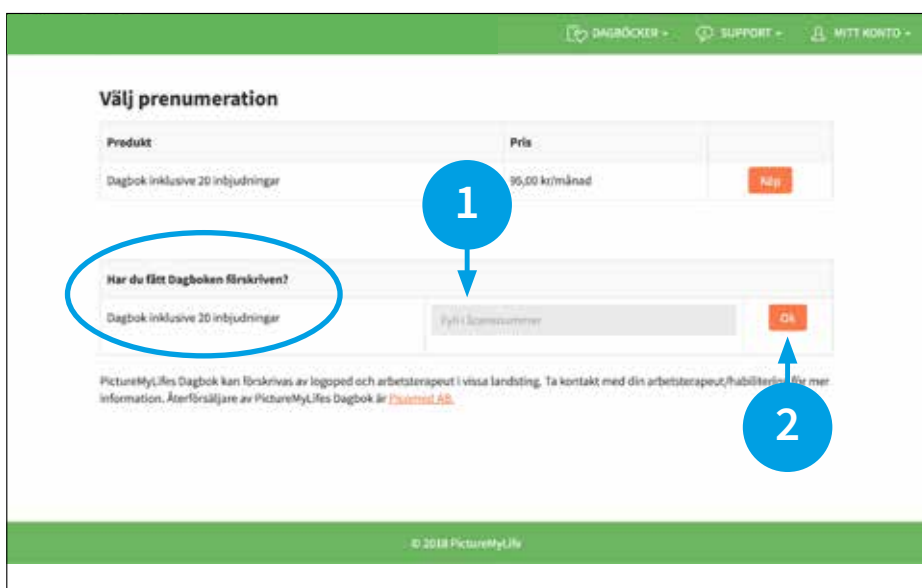 DAGBÖCKER SUPPORT MITT KONTO
Välj prenumeration
Produkt Pris
Dagbok inklusive 20 inbjudningar 95,00 kr/månad Köp
1
Har du fått Dagboken förskriven?
Dagbok inklusive 20 inbjudningar Fyll i licensnummer Ok
PictureMyLifes Dagbok kan förskrivas av logoped och arbetsterapeut i vissa landsting. Ta kontakt med din arbetsterapeut/habilitering för mer
information. Återförsäljare av PictureMyLifes Dagbok är Picomed AB.
2
© 2018 PictureMyLife